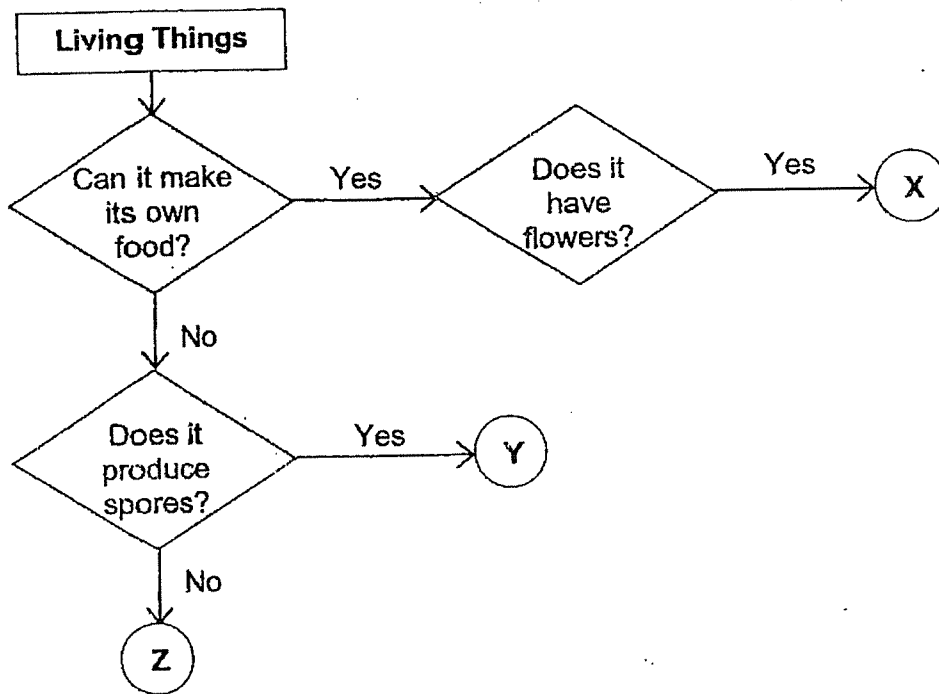 Living Things
Can it make
its own
food?
Yes
Does it
have
flowers?
Yes
X
No
Does it
produce
spores?
Yes
Y
No
Z